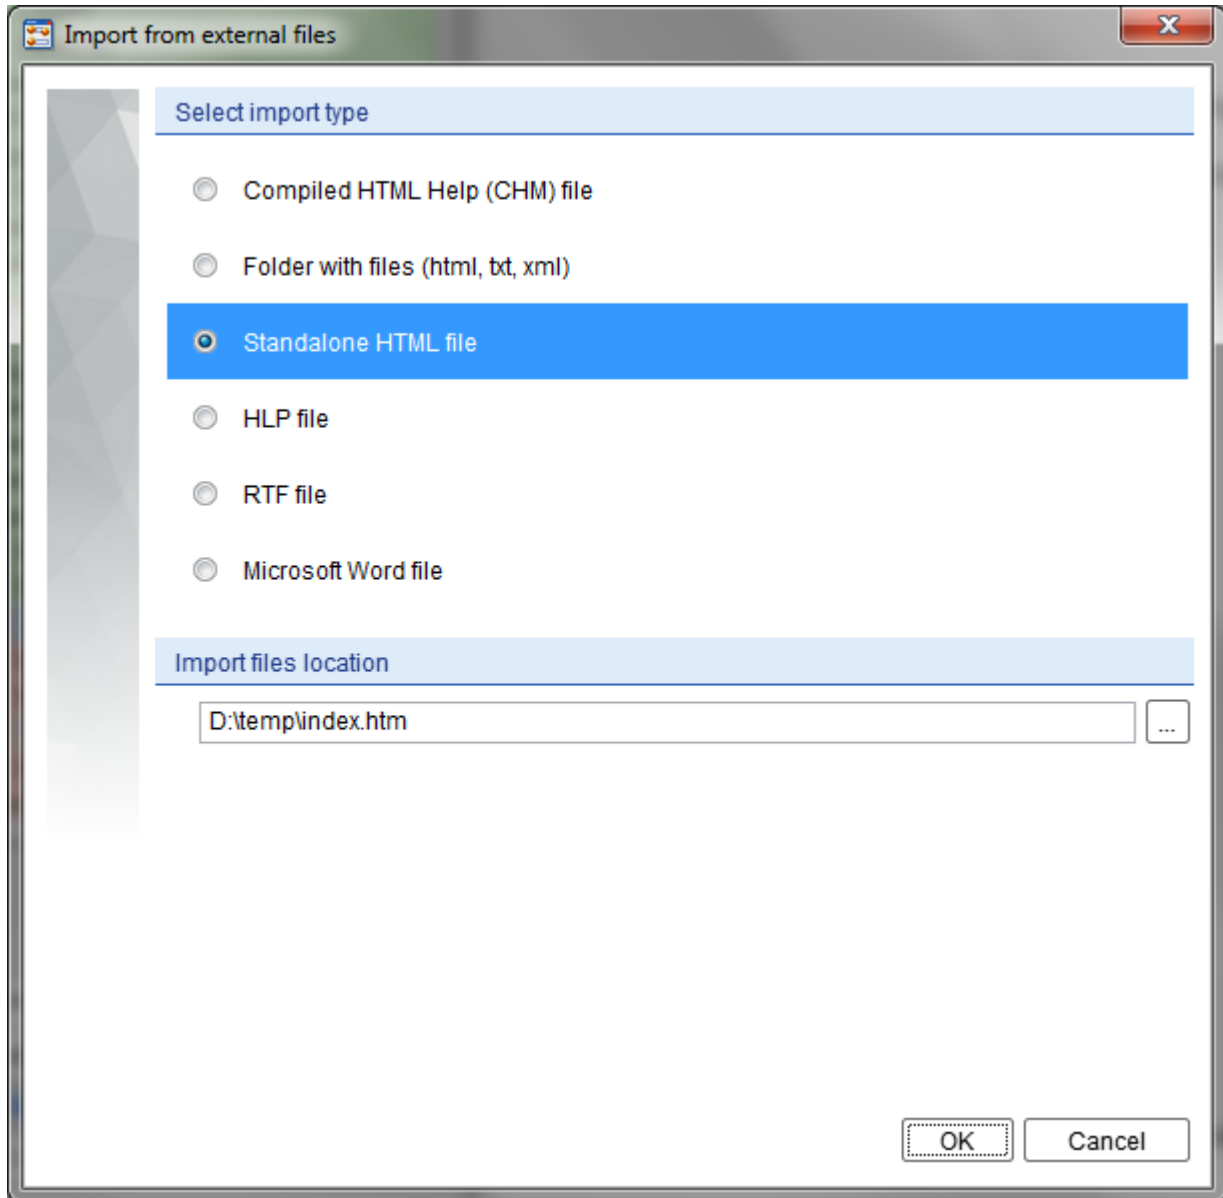 Import from external files
Select import type
Compiled HTML Help (CHM) file
Folder with files (html, txt, xml)
Standalone HTML file
HLP file
RTF file
Microsoft Word file
Import files location
D:\temp\index.htm
...
OK
Cancel